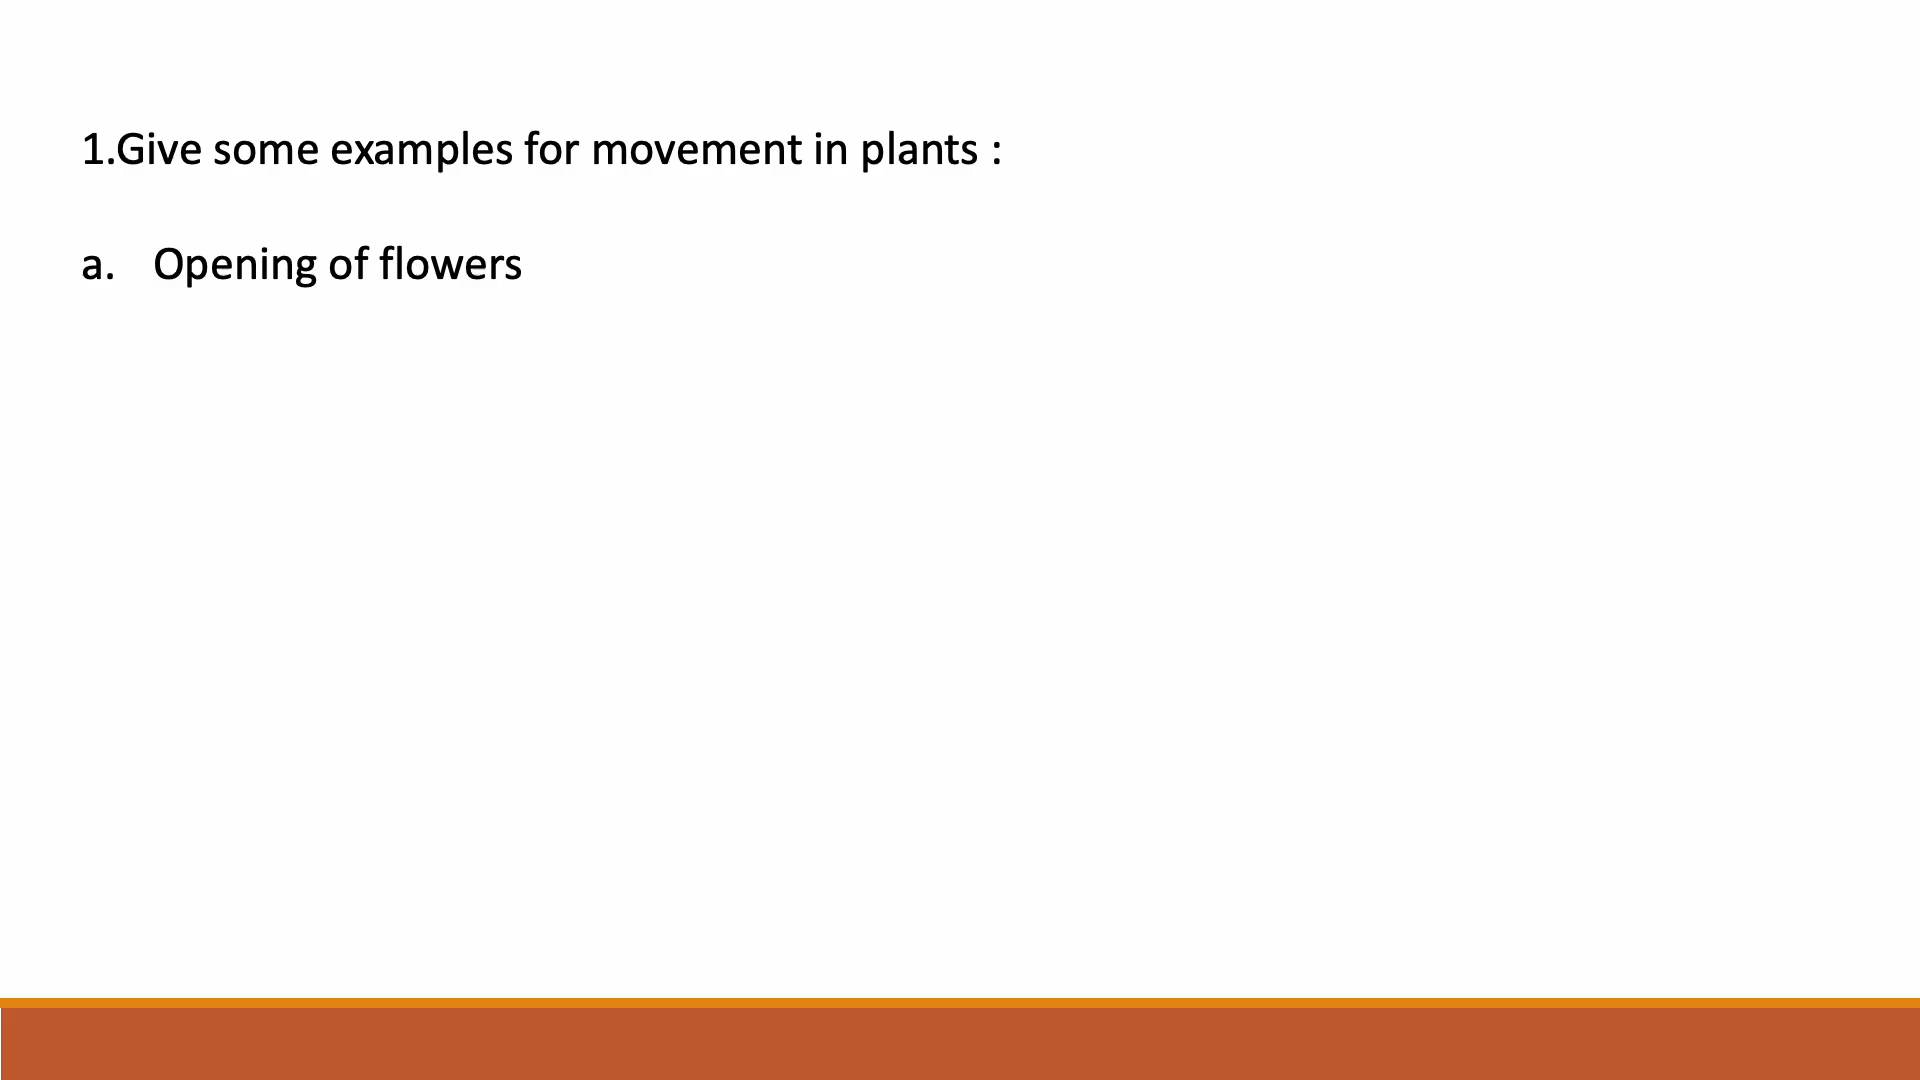 1.Give some examples for movement in plants :
a. Opening of flowers